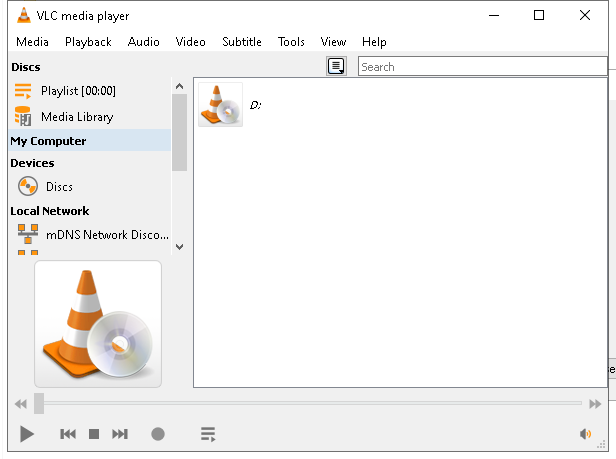 VLC media player
Media Playback Audio Video Subtitle Tools View Help
Discs
Search
Playlist [00:00]
D:
Media Library
My Computer
Devices
Discs
Local Network
mDNS Network Disco...